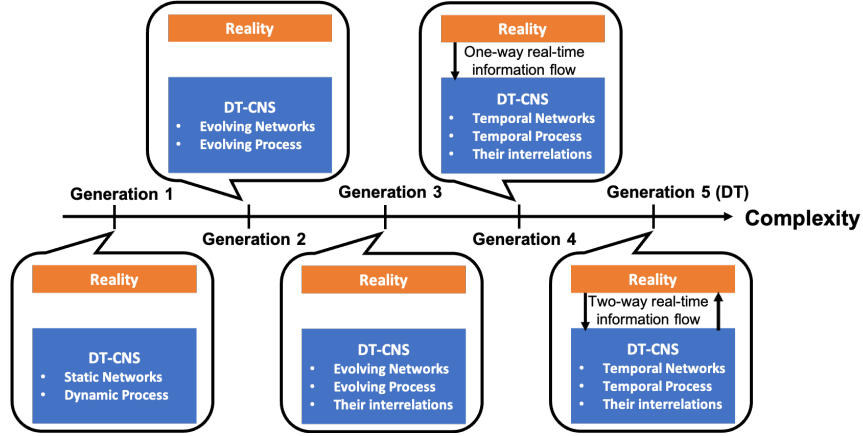 Reality
DT-CNS
• Evolving Networks
• Evolving Process
Reality
One-way real-time
information flow
DT-CNS
• Temporal Networks
• Temporal Process
• Their interrelations
Generation 1
Generation 3
Generation 5 (DT)
Complexity
Generation 2
Generation 4
Reality
DT-CNS
• Static Networks
• Dynamic Process
Reality
DT-CNS
• Evolving Networks
• Evolving Process
• Their interrelations
Reality
Two-way real-time
information flow
DT-CNS
• Temporal Networks
• Temporal Process
• Their interrelations